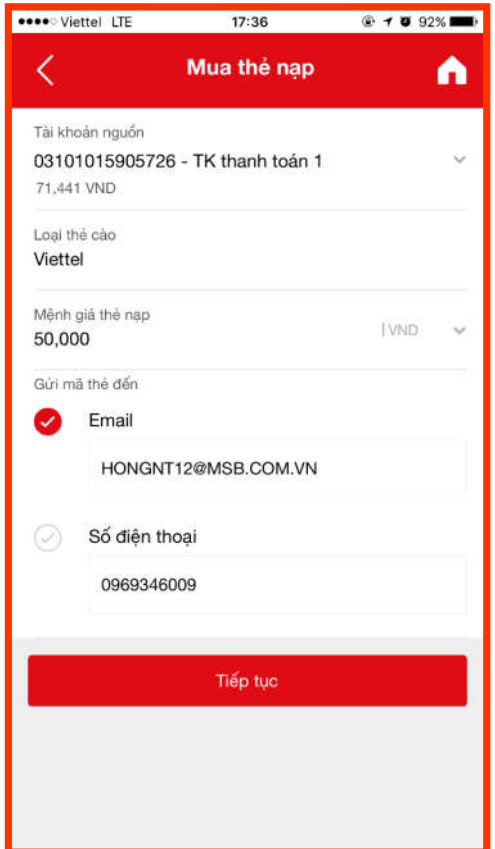 Viettel LTE 17:36 92%
Mua thẻ nạp
Tài khoản nguồn
03101015905726 - TK thanh toán 1
71,441 VND
Loại thẻ cào
Viettel
Mệnh giá thẻ nạp
50,000 | VND
Gửi mã thẻ đến
Email
HONGNT12@MSB.COM.VN
Số điện thoại
0969346009
Tiếp tục